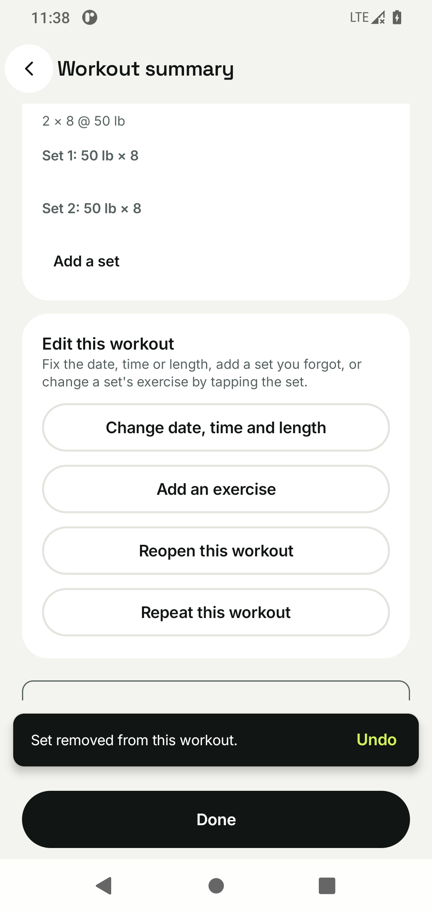 11:38
LTE
Workout summary
2 × 8 @ 50 lb
Set 1: 50 lb × 8
Set 2: 50 lb × 8
Add a set
Edit this workout
Fix the date, time or length, add a set you forgot, or
change a set's exercise by tapping the set.
Change date, time and length
Add an exercise
Reopen this workout
Repeat this workout
Set removed from this workout.
Undo
Done